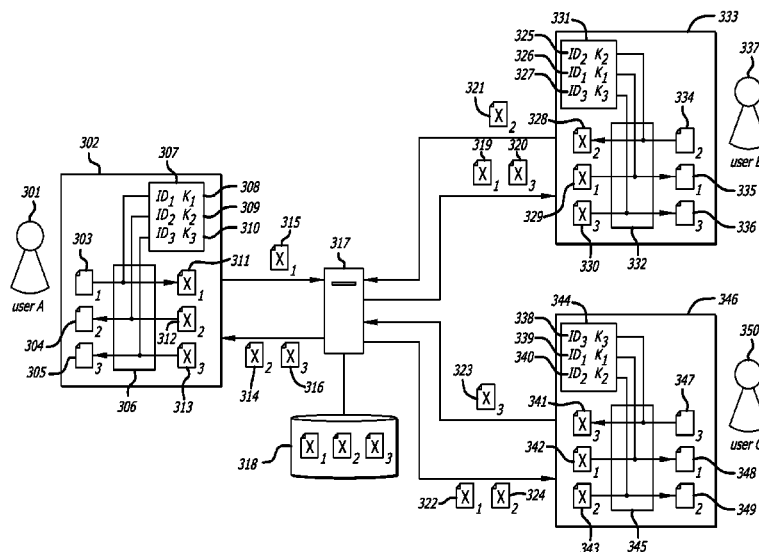 301
user A
302
307
ID1 K1
ID2 K2
ID3 K3
308
309
310
303
1
304
2
305
3
306
X 1
X 2
X 3
311
312
313
315
X 1
X 2
X 3
314
316
317
318
X 1
X 2
X 3
321
X 2
319
320
X 1
X 3
323
X 3
X 1
X 2
322
324
331
333
325
326
327
ID2 K2
ID1 K1
ID3 K3
328
X 2
329
X 1
330
X 3
332
334
2
1
335
3
336
337
user B
344
346
338
339
340
ID3 K3
ID1 K1
ID2 K2
341
X 3
342
X 1
343
X 2
345
347
3
1
348
2
349
350
user C